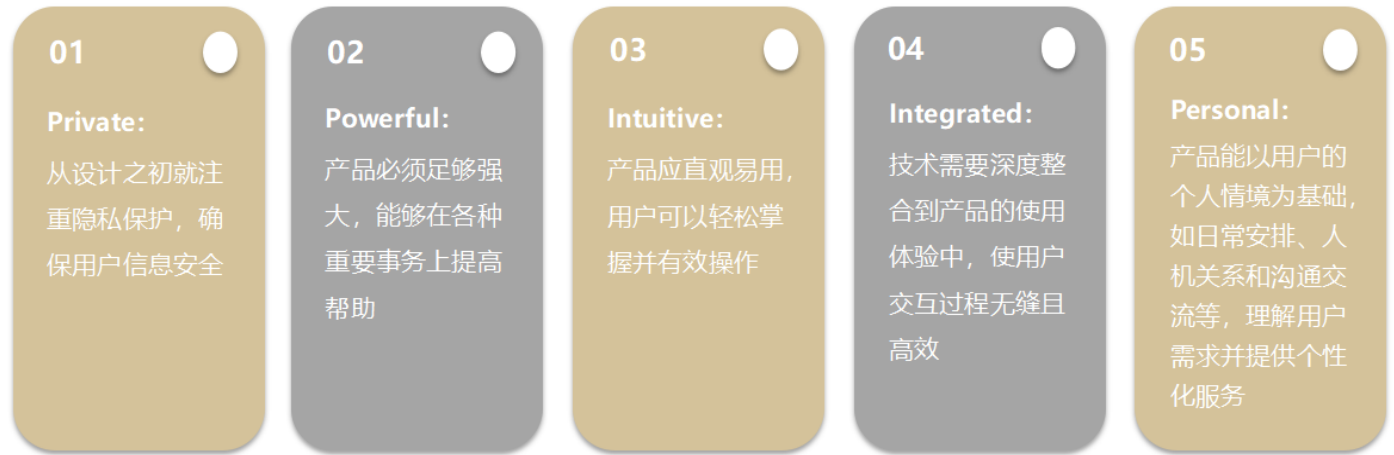 01
Private：
从设计之初就注
重隐私保护，确
保用户信息安全
02
Powerful：
产品必须足够强
大，能够在各种
重要事务上提高
帮助
03
Intuitive：
产品应直观易用，
用户可以轻松掌
握并有效操作
04
Integrated：
技术需要深度整
合到产品的使用
体验中，使用户
交互过程无缝且
高效
05
Personal：
产品能以用户的
个人情境为基础，
如日常安排、人
机关系和沟通交
流等，理解用户
需求并提供个性
化服务